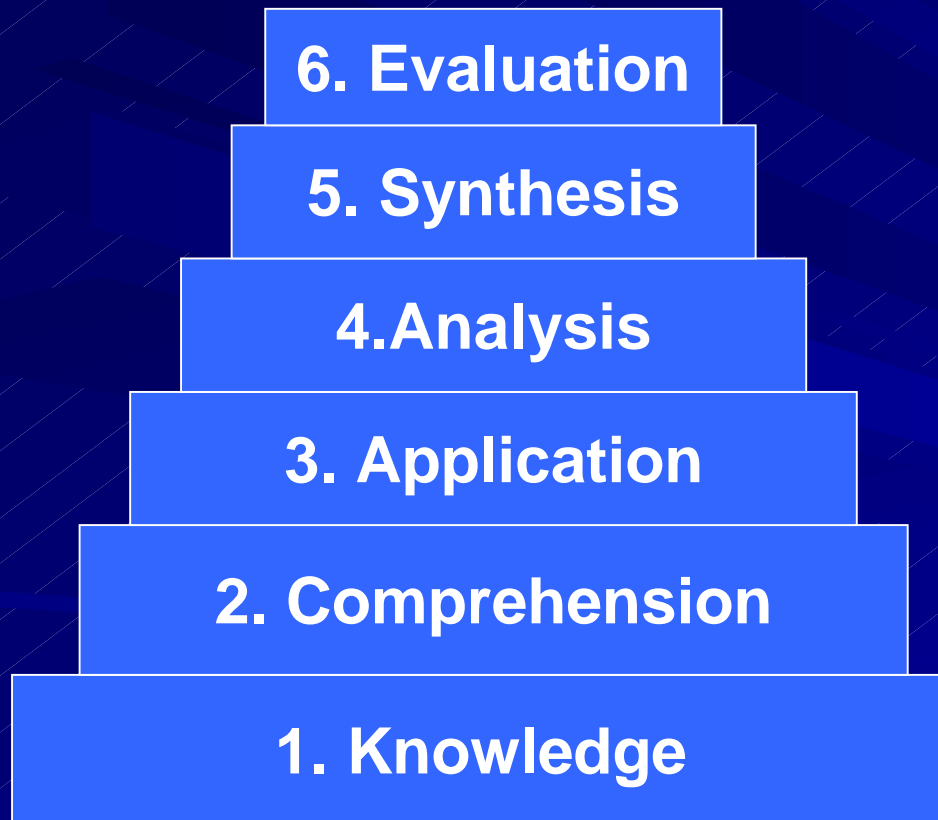 6. Evaluation
5. Synthesis
4.Analysis
3. Application
2. Comprehension
1. Knowledge